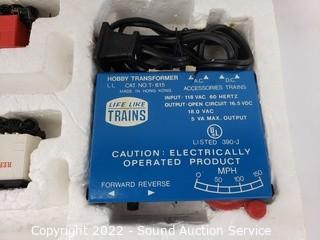 HOBBY TRANSFORMER
LL CAT. NO. T-615
MADE IN HONG KONG
A.C. D.C.
ACCESSORIES TRAINS
INPUT: 118 VAC 60 HERTZ
OUTPUT: OPEN CIRCUIT 16.5 VDC
18.0 VAC
5 VA MAX. OUTPUT
LIFE LIKE
TRAINS
UL
LISTED 390-J
CAUTION: ELECTRICALLY
OPERATED PRODUCT
MPH
0 50 100 150
FORWARD REVERSE
Copyright 2022 - Sound Auction Service